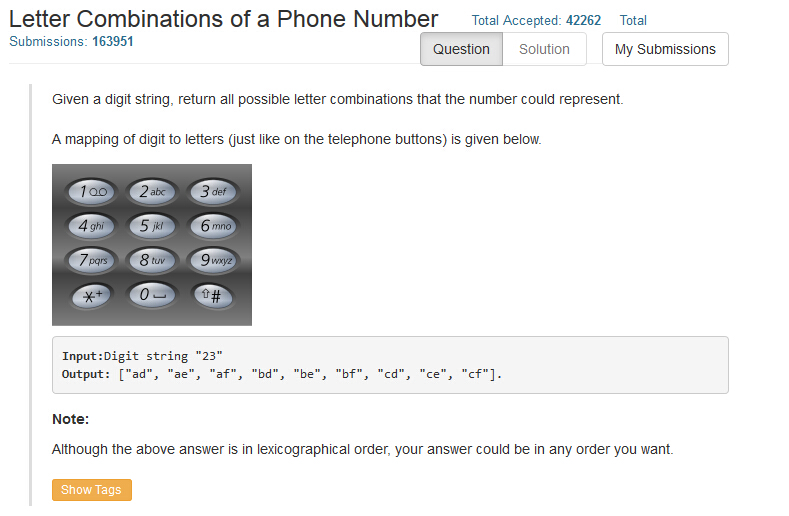 Letter Combinations of a Phone Number Total Accepted: 42262 Total
Submissions: 163951
Question Solution My Submissions
Given a digit string, return all possible letter combinations that the number could represent.
A mapping of digit to letters (just like on the telephone buttons) is given below.
1 2 abc 3 def
4 ghi 5 jkl 6 mno
7 pqrs 8 tuv 9 wxyz
*+ 0 #
Input:Digit string "23"
Output: ["ad", "ae", "af", "bd", "be", "bf", "cd", "ce", "cf"].
Note:
Although the above answer is in lexicographical order, your answer could be in any order you want.
Show Tags